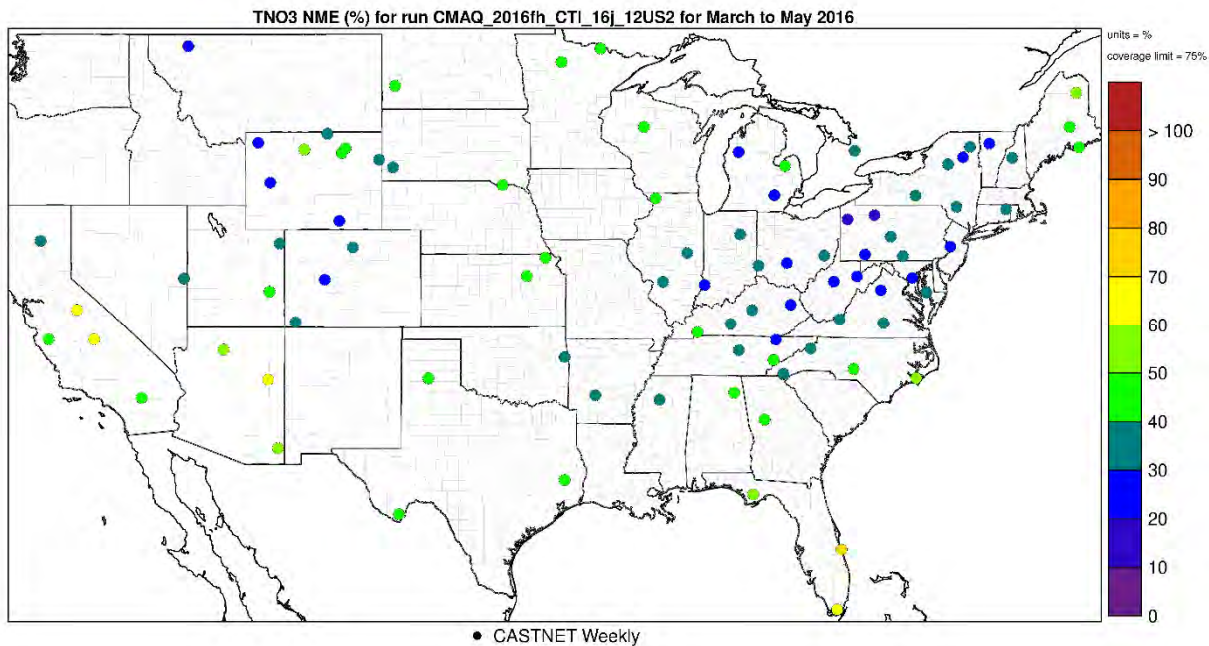 TNO3 NME (%) for run CMAQ_2016fh_CTI_16j_12US2 for March to May 2016
units = %
coverage limit = 75%
> 100
90
80
70
60
50
40
30
20
10
0
CASTNET Weekly